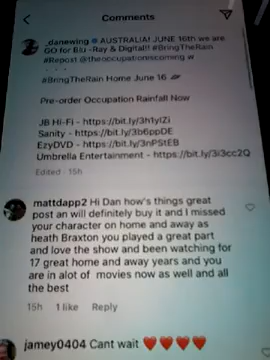 Comments
_danewing AUSTRALIA! JUNE 16th we are
GO for Blu -Ray & Digital!! #BringTheRain
#Repost @theoccupationiscoming w
...
#BringTheRain Home June 16
Pre-order Occupation Rainfall Now
JB Hi-Fi - https://bit.ly/3h1ylZi
Sanity - https://bit.ly/3b6ppDE
EzyDVD - https://bit.ly/3nPStEB
Umbrella Entertainment - https://bit.ly/3i3cc2Q
Edited · 15h
mattdapp2 Hi Dan how's things great
post an will definitely buy it and I missed
your character on home and away as
heath Braxton you played a great part
and love the show and been watching for
17 great home and away years and you
are in alot of movies now as well and all
the best
15h 1 like Reply
jamey0404 Cant wait ❤️❤️❤️❤️